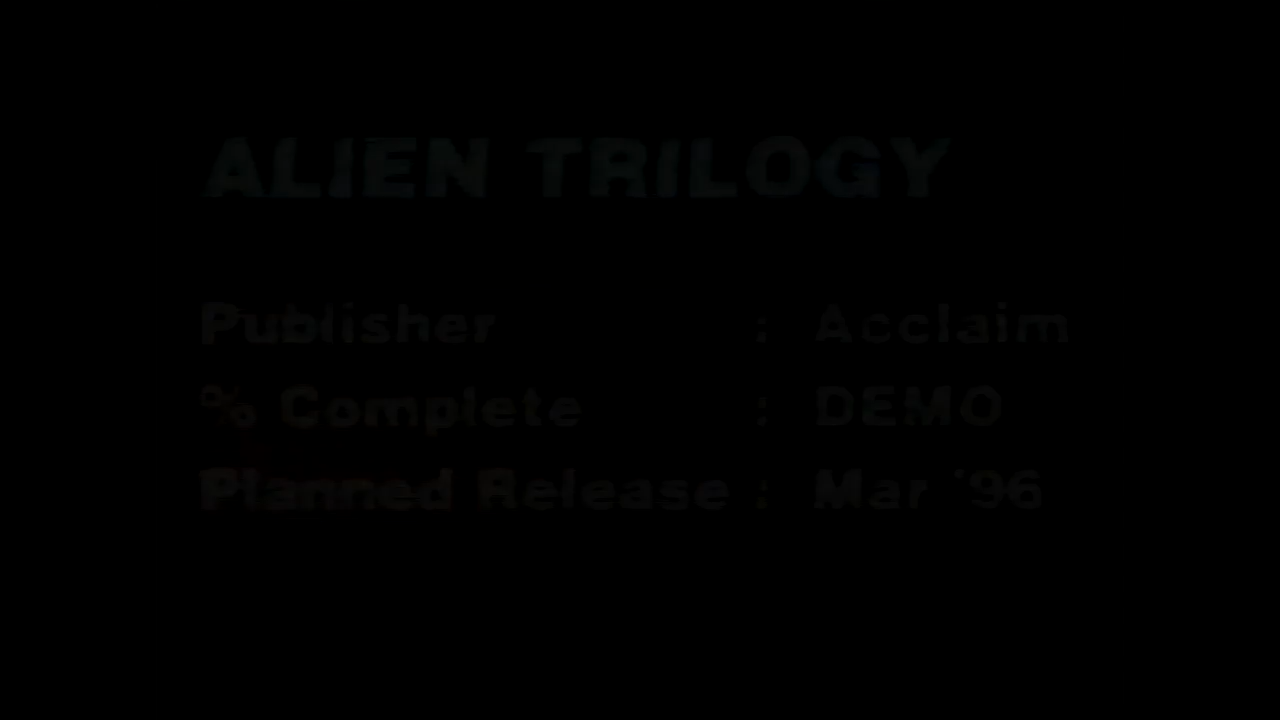 ALIEN TRILOGY
Publisher : Acclaim
% Complete : DEMO
Planned Release : Mar '96